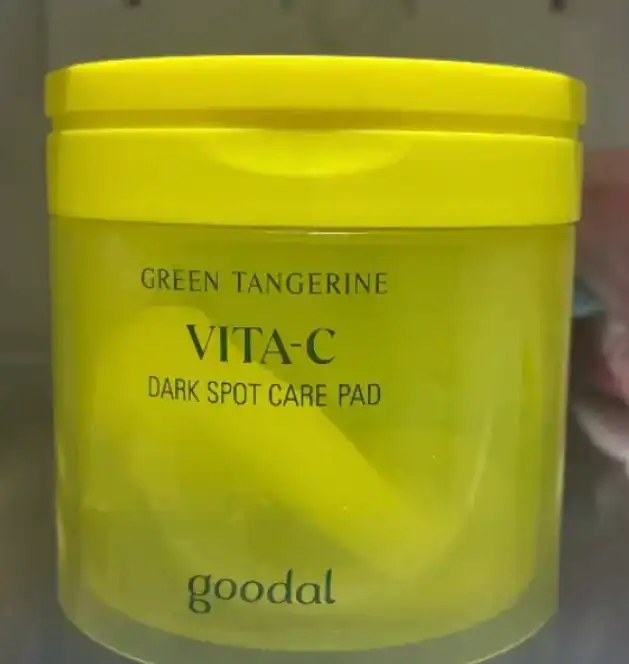 GREEN TANGERINE
VITA-C
DARK SPOT CARE PAD
goodal